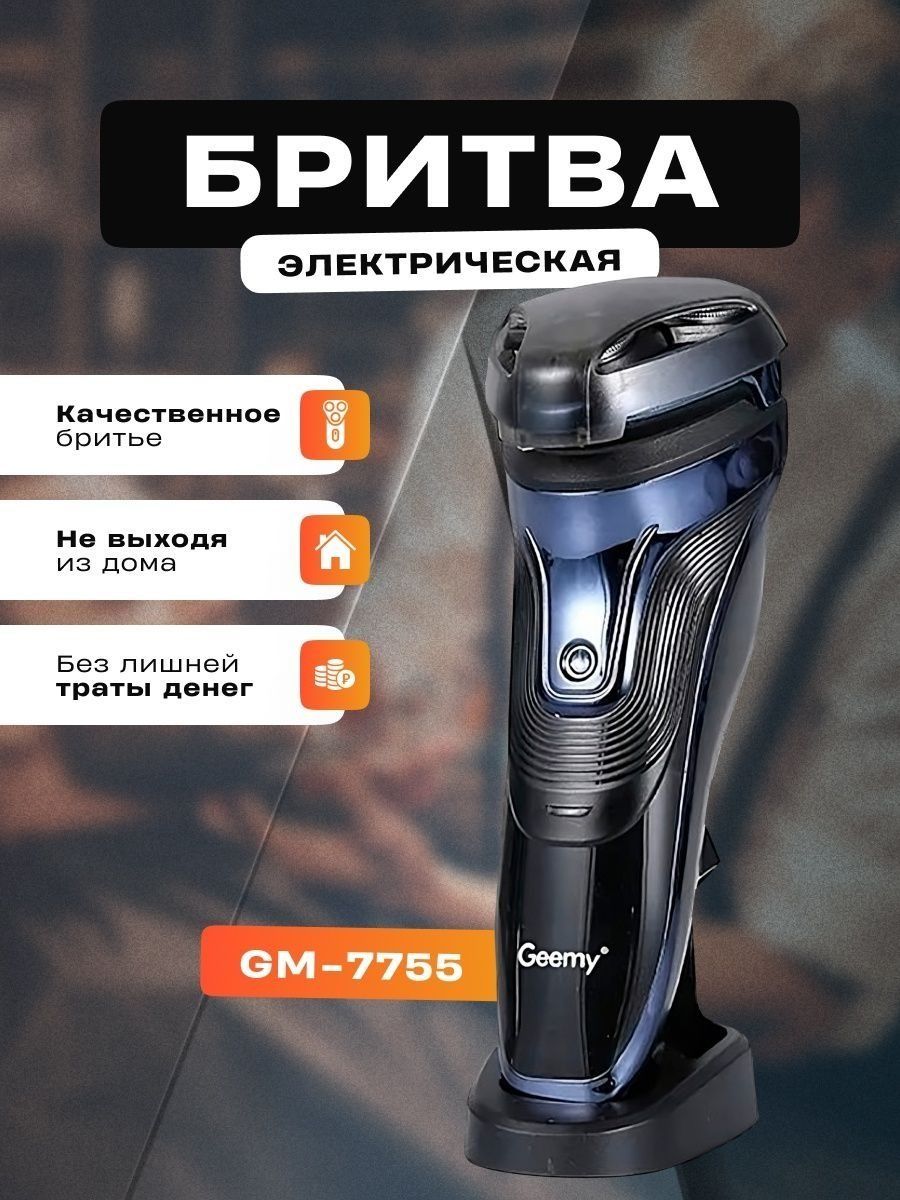 БРИТВА
ЭЛЕКТРИЧЕСКАЯ
Качественное
бритье
Не выходя
из дома
Без лишней
траты денег
GM-7755
Geemy®